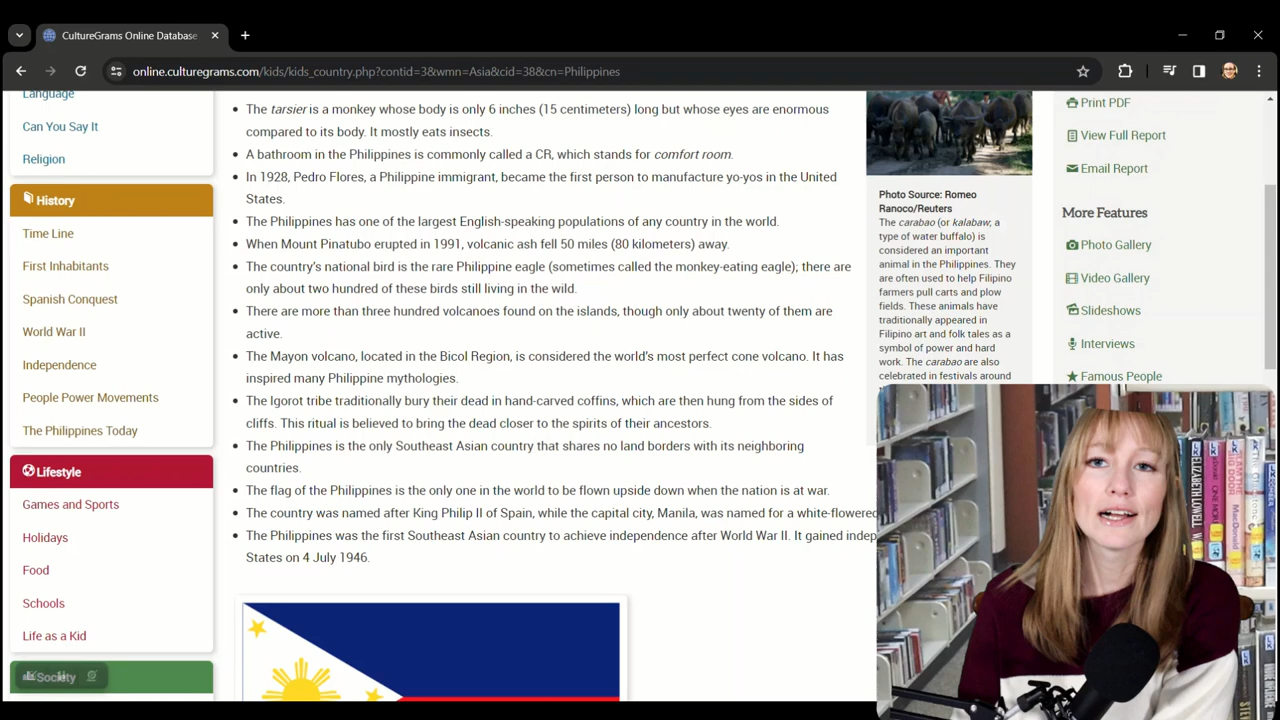 CultureGrams Online Database
online.culturegrams.com/kids/kids_country.php?contid=3&wmn=Asia&cid=38&cn=Philippines
Language
Can You Say It
Religion
History
Time Line
First Inhabitants
Spanish Conquest
World War II
Independence
People Power Movements
The Philippines Today
Lifestyle
Games and Sports
Holidays
Food
Schools
Life as a Kid
Society
The tarsier is a monkey whose body is only 6 inches (15 centimeters) long but whose eyes are enormous
compared to its body. It mostly eats insects.
A bathroom in the Philippines is commonly called a CR, which stands for comfort room.
In 1928, Pedro Flores, a Philippine immigrant, became the first person to manufacture yo-yos in the United
States.
The Philippines has one of the largest English-speaking populations of any country in the world.
When Mount Pinatubo erupted in 1991, volcanic ash fell 50 miles (80 kilometers) away.
The country's national bird is the rare Philippine eagle (sometimes called the monkey-eating eagle); there are
only about two hundred of these birds still living in the wild.
There are more than three hundred volcanoes found on the islands, though only about twenty of them are
active.
The Mayon volcano, located in the Bicol Region, is considered the world's most perfect cone volcano. It has
inspired many Philippine mythologies.
The Igorot tribe traditionally bury their dead in hand-carved coffins, which are then hung from the sides of
cliffs. This ritual is believed to bring the dead closer to the spirits of their ancestors.
The Philippines is the only Southeast Asian country that shares no land borders with its neighboring
countries.
The flag of the Philippines is the only one in the world to be flown upside down when the nation is at war.
The country was named after King Philip II of Spain, while the capital city, Manila, was named for a white-flowered
The Philippines was the first Southeast Asian country to achieve independence after World War II. It gained indep
States on 4 July 1946.
Photo Source: Romeo
Ranoco/Reuters
The carabao (or kalabaw, a
type of water buffalo) is
considered an important
animal in the Philippines. They
are often used to help Filipino
farmers pull carts and plow
fields. These animals have
traditionally appeared in
Filipino art and folk tales as a
symbol of power and hard
work. The carabao are also
celebrated in festivals around
Print PDF
View Full Report
Email Report
More Features
Photo Gallery
Video Gallery
Slideshows
Interviews
Famous People
ELIZABETH LOWELL
ONE MOR
MacDonald